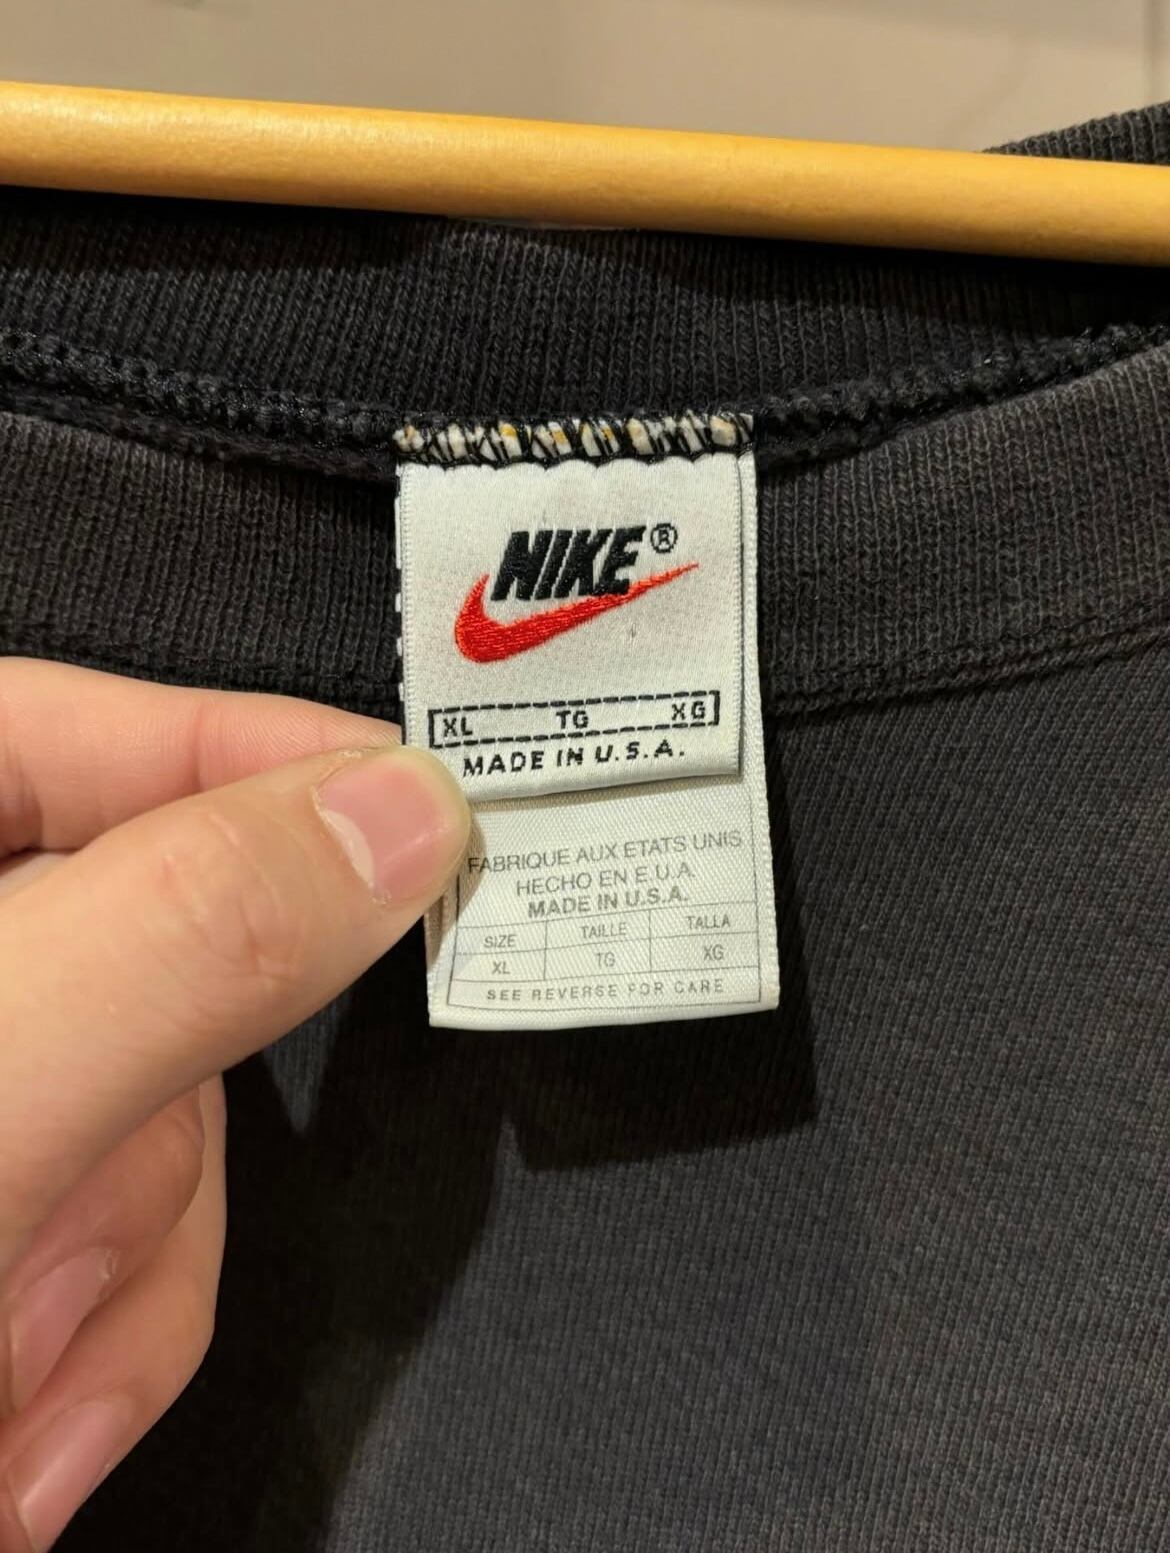 NIKE®
XL TG XG
MADE IN U.S.A.
FABRIQUE AUX ETATS UNIS
HECHO EN E.U.A.
MADE IN U.S.A.
SIZE TAILLE TALLA
XL TG XG
SEE REVERSE FOR CARE